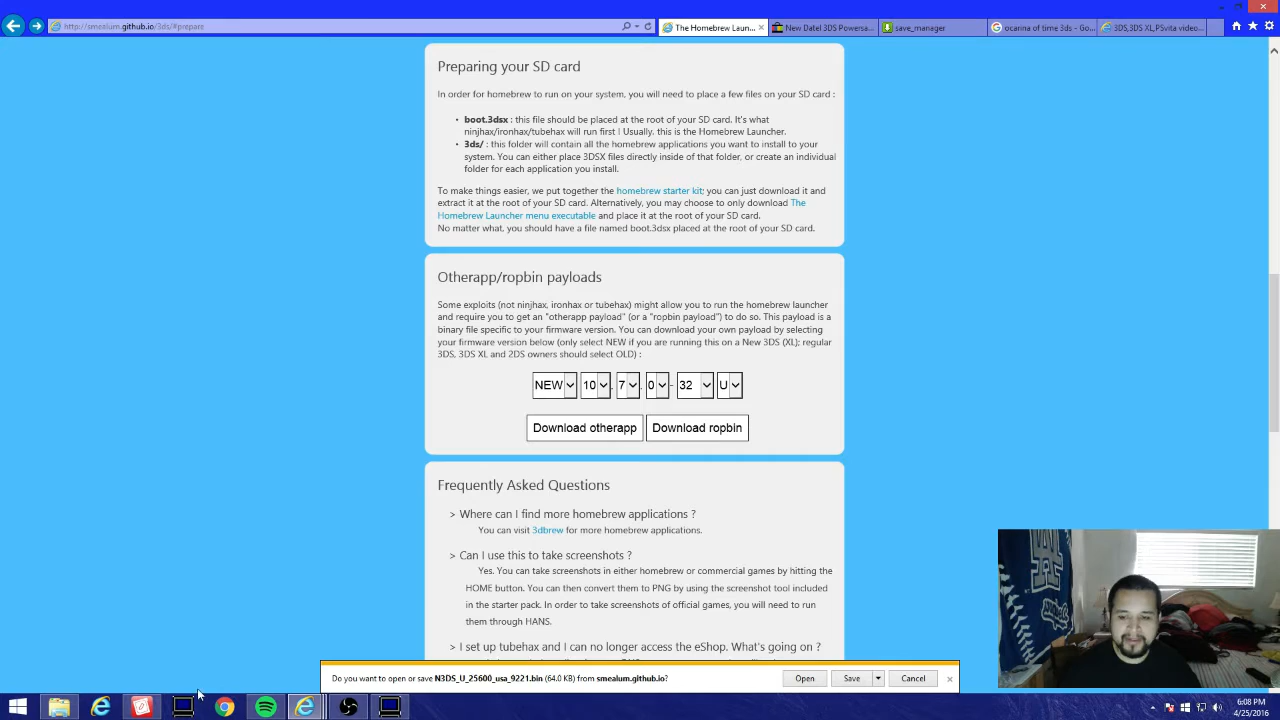 http://smealum.github.io/3ds/#prepare
The Homebrew Laun...
New Datel 3DS Powersa...
save_manager
ocarina of time 3ds - Go...
3DS,3DS XL,PSvita video...
Preparing your SD card
In order for homebrew to run on your system, you will need to place a few files on your SD card :
• boot.3dsx : this file should be placed at the root of your SD card. It's what
ninjhax/ironhax/tubehax will run first ! Usually, this is the Homebrew Launcher.
• 3ds/ : this folder will contain all the homebrew applications you want to install to your
system. You can either place 3DSX files directly inside of that folder, or create an individual
folder for each application you install.
To make things easier, we put together the homebrew starter kit; you can just download it and
extract it at the root of your SD card. Alternatively, you may choose to only download The
Homebrew Launcher menu executable and place it at the root of your SD card.
No matter what, you should have a file named boot.3dsx placed at the root of your SD card.
Otherapp/ropbin payloads
Some exploits (not ninjhax, ironhax or tubehax) might allow you to run the homebrew launcher
and require you to get an "otherapp payload" (or a "ropbin payload") to do so. This payload is a
binary file specific to your firmware version. You can download your own payload by selecting
your firmware version below (only select NEW if you are running this on a New 3DS (XL); regular
3DS, 3DS XL and 2DS owners should select OLD) :
NEW 10 . 7 . 0 - 32 U
Download otherapp Download ropbin
Frequently Asked Questions
> Where can I find more homebrew applications ?
You can visit 3dbrew for more homebrew applications.
> Can I use this to take screenshots ?
Yes. You can take screenshots in either homebrew or commercial games by hitting the
HOME button. You can then convert them to PNG by using the screenshot tool included
in the starter pack. In order to take screenshots of official games, you will need to run
them through HANS.
> I set up tubehax and I can no longer access the eShop. What's going on ?
Do you want to open or save N3DS_U_25600_usa_9221.bin (64.0 KB) from smealum.github.io?
Open
Save
Cancel
6:08 PM
4/25/2016